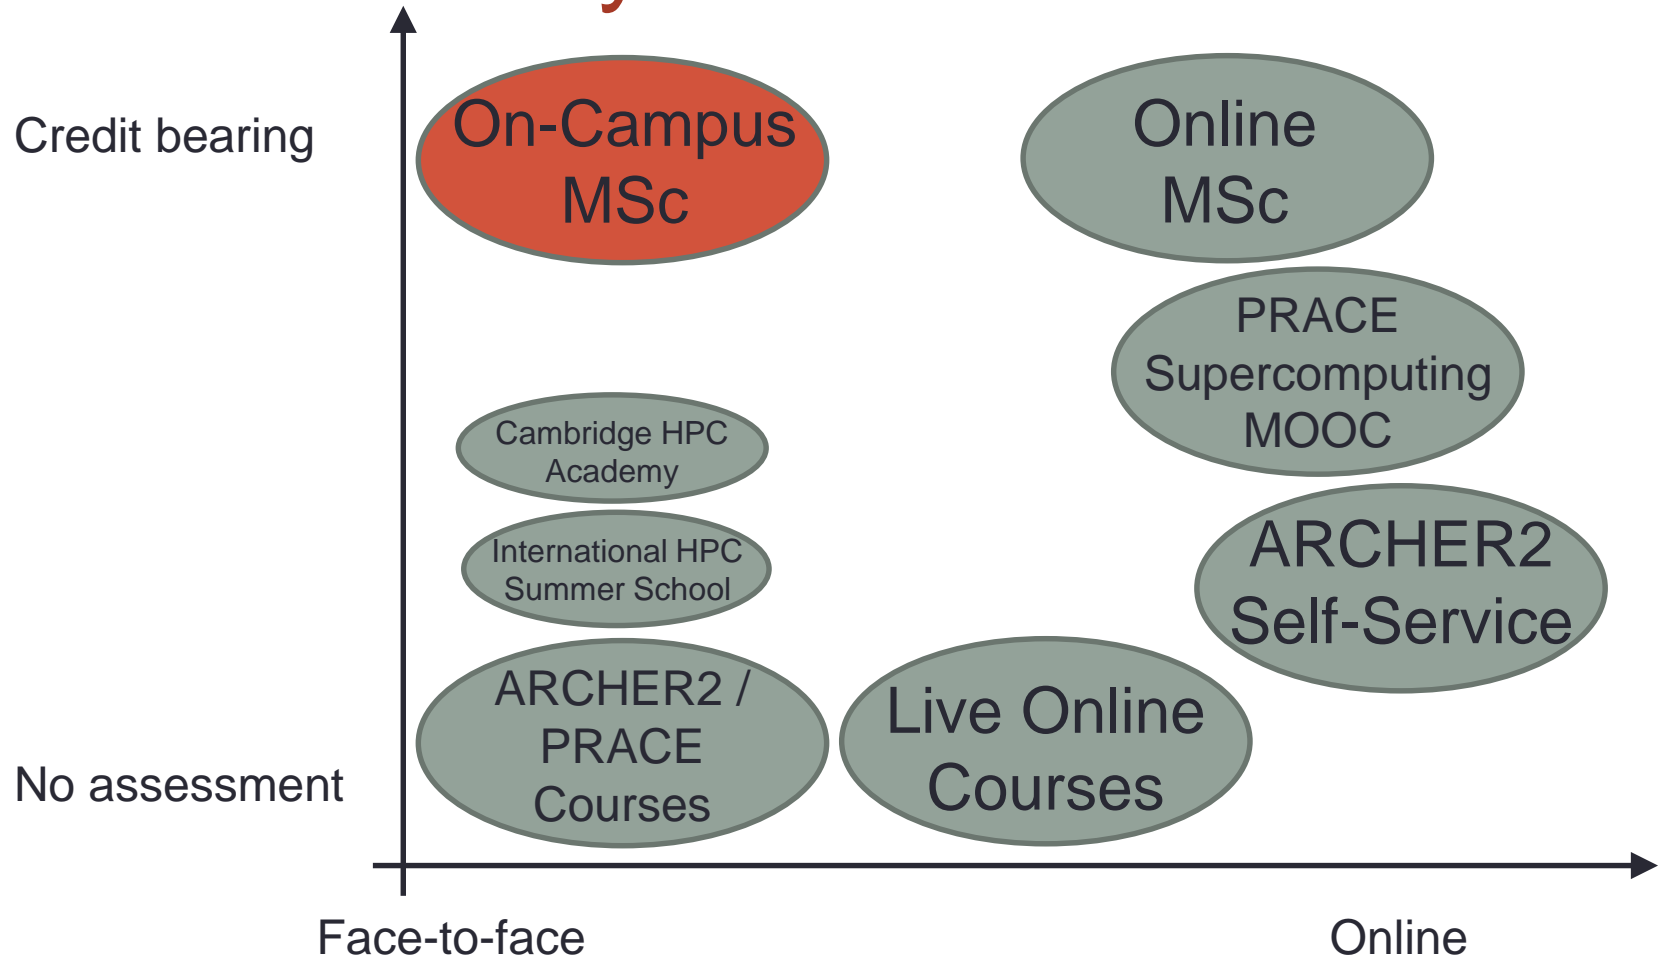 Credit bearing
On-Campus
MSc
Online
MSc
PRACE
Supercomputing
MOOC
Cambridge HPC
Academy
International HPC
Summer School
ARCHER2
Self-Service
ARCHER2 /
PRACE
Courses
Live Online
Courses
No assessment
Face-to-face
Online